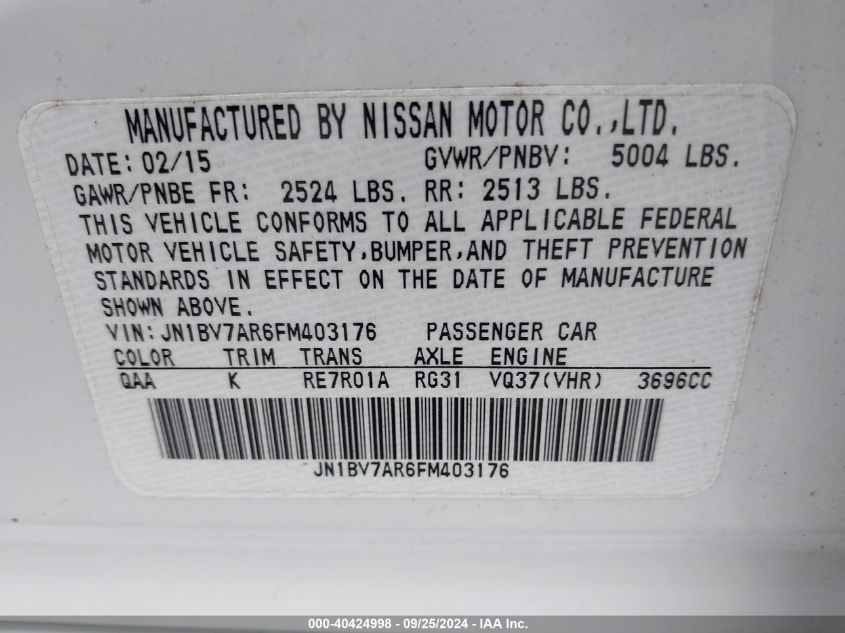 MANUFACTURED BY NISSAN MOTOR CO.,LTD.
DATE: 02/15 GVWR/PNBV: 5004 LBS.
GAWR/PNBE FR: 2524 LBS. RR: 2513 LBS.
THIS VEHICLE CONFORMS TO ALL APPLICABLE FEDERAL
MOTOR VEHICLE SAFETY,BUMPER,AND THEFT PREVENTION
STANDARDS IN EFFECT ON THE DATE OF MANUFACTURE
SHOWN ABOVE.
VIN:JN1BV7AR6FM403176 PASSENGER CAR
COLOR TRIM TRANS AXLE ENGINE
QAA K RE7R01A RG31 VQ37(VHR) 3696CC
JN1BV7AR6FM403176
000-40424998 - 09/25/2024 - IAA Inc.